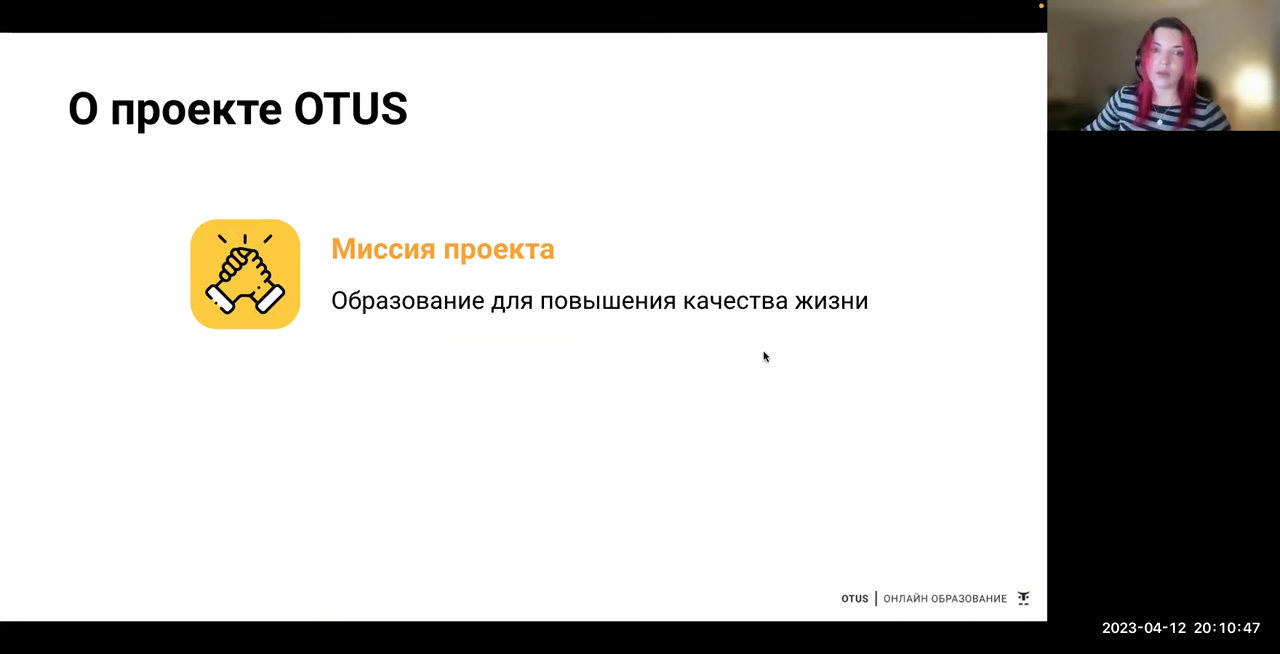 О проекте OTUS
Миссия проекта
Образование для повышения качества жизни
OTUS | ОНЛАЙН ОБРАЗОВАНИЕ
2023-04-12 20:10:47